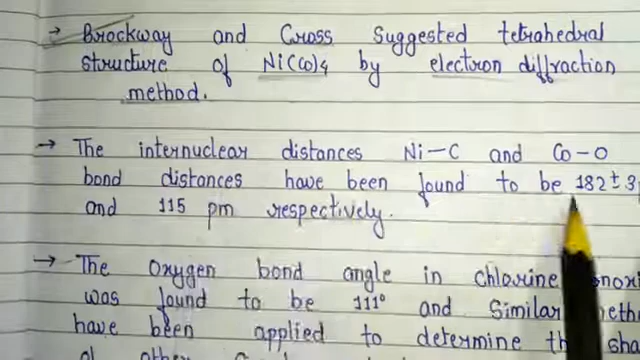 → Brockway and Cross Suggested tetrahedral
structure of Ni(Co)4 by electron diffraction
method.
→ The internuclear distances Ni-C and Co-O
bond distances have been found to be 182±3
and 115 pm respectively.
→ The Oxygen bond angle in chlorine
was found to be 111° and Similar
have been applied to determine
of other